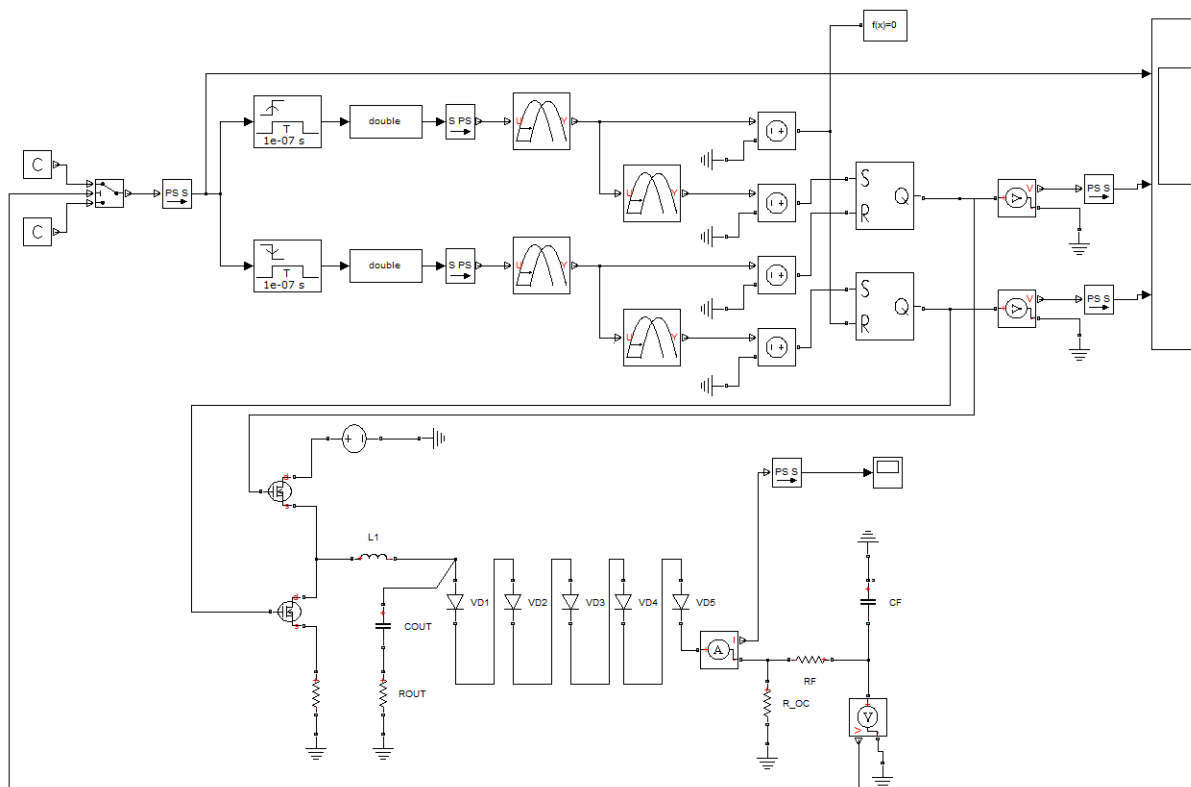 f(x)=0
T
1e-07 s
double
S PS
U Y
C
PS S
U Y
S
R
Q
V
PS S
C
T
1e-07 s
double
S PS
U Y
U Y
S
R
Q
V
PS S
d
s
PS S
L1
d
s
VD1
VD2
VD3
VD4
VD5
COUT
ROUT
A
I
RF
R_OC
CF
V
V